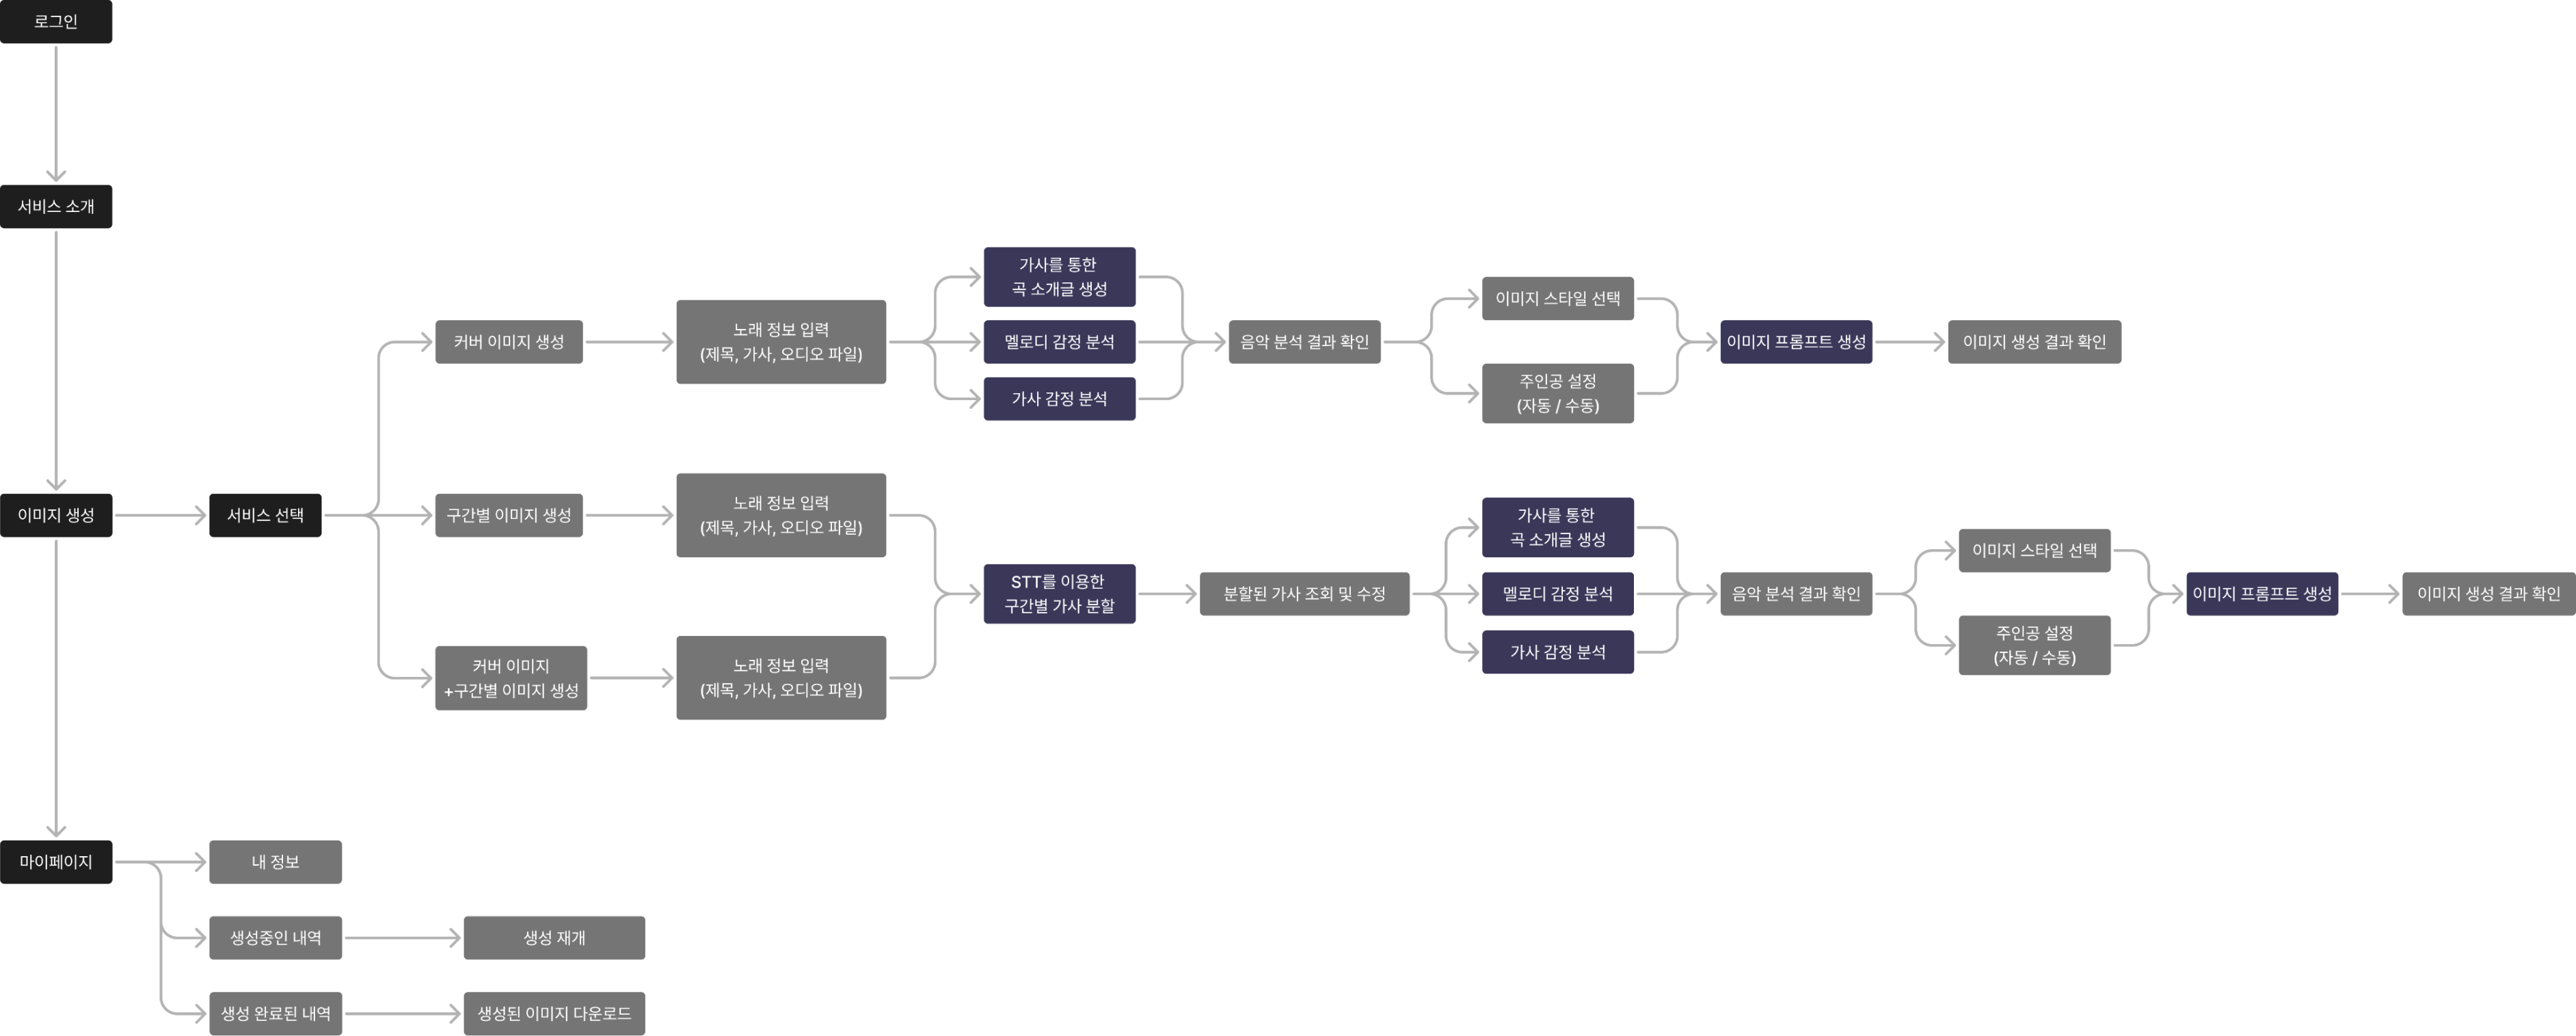 로그인
서비스 소개
이미지 생성
서비스 선택
커버 이미지 생성
노래 정보 입력
(제목, 가사, 오디오 파일)
가사를 통한
곡 소개글 생성
멜로디 감정 분석
가사 감정 분석
음악 분석 결과 확인
이미지 스타일 선택
주인공 설정
(자동 / 수동)
이미지 프롬프트 생성
이미지 생성 결과 확인
구간별 이미지 생성
노래 정보 입력
(제목, 가사, 오디오 파일)
커버 이미지
+구간별 이미지 생성
노래 정보 입력
(제목, 가사, 오디오 파일)
STT를 이용한
구간별 가사 분할
분할된 가사 조회 및 수정
가사를 통한
곡 소개글 생성
멜로디 감정 분석
가사 감정 분석
음악 분석 결과 확인
이미지 스타일 선택
주인공 설정
(자동 / 수동)
이미지 프롬프트 생성
이미지 생성 결과 확인
마이페이지
내 정보
생성중인 내역
생성 재개
생성 완료된 내역
생성된 이미지 다운로드